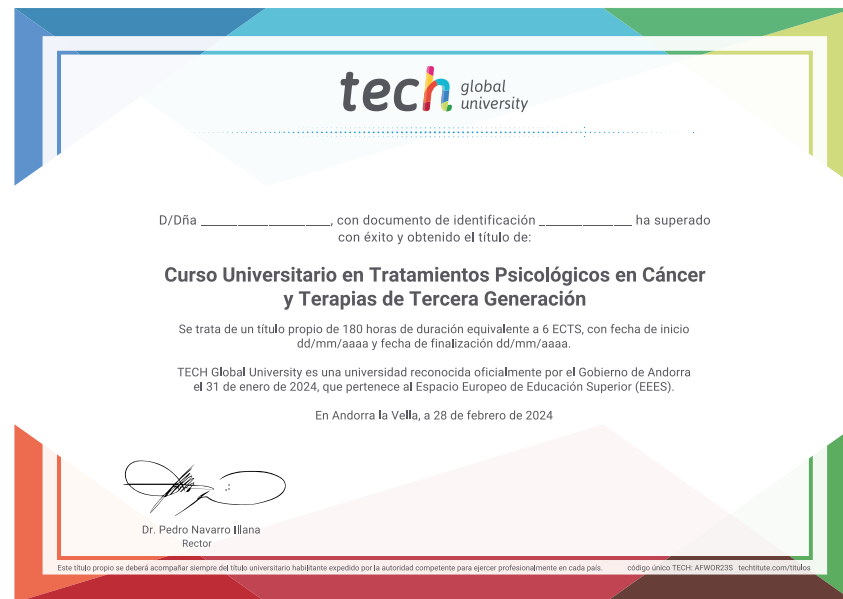 tech global university
D/Dña ____________________, con documento de identificación ______________ ha superado
con éxito y obtenido el título de:
Curso Universitario en Tratamientos Psicológicos en Cáncer
y Terapias de Tercera Generación
Se trata de un título propio de 180 horas de duración equivalente a 6 ECTS, con fecha de inicio
dd/mm/aaaa y fecha de finalización dd/mm/aaaa.
TECH Global University es una universidad reconocida oficialmente por el Gobierno de Andorra
el 31 de enero de 2024, que pertenece al Espacio Europeo de Educación Superior (EEES).
En Andorra la Vella, a 28 de febrero de 2024
Dr. Pedro Navarro Illana
Rector
Este título propio se deberá acompañar siempre del título universitario habilitante expedido por la autoridad competente para ejercer profesionalmente en cada país. código único TECH: AFWOR23S techtitute.com/titulos